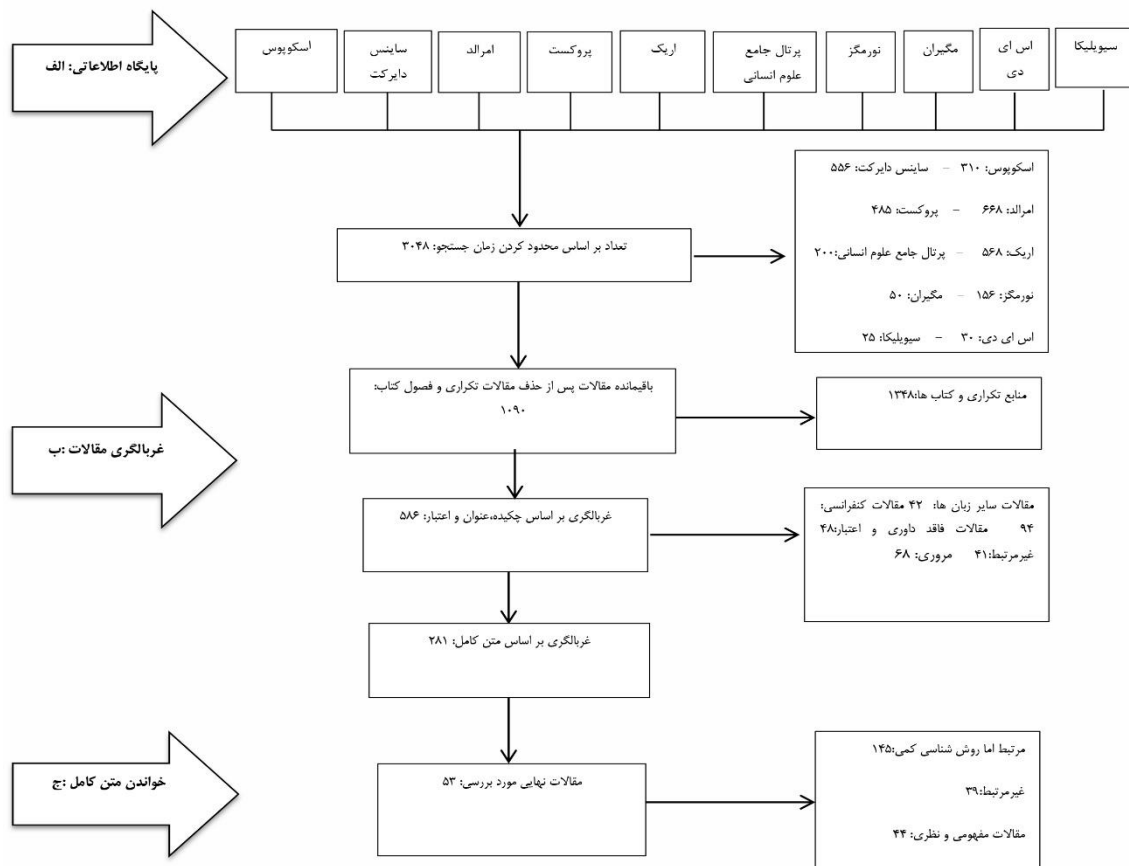 پایگاه اطلاعاتی: الف
سیویلیکا
اس ای
دی
مگیران
نورمگز
پرتال جامع
علوم انسانی
اریک
پروکست
امرالد
ساینس
دایرکت
اسکوپوس
تعداد بر اساس محدود کردن زمان جستجو: ۳۰۴۸
اسکوپوس: ۳۱۰ – ساینس دایرکت: ۵۵۶
امرالد: ۶۶۸ – پروکست: ۴۸۵
اریک: ۵۶۸ – پرتال جامع علوم انسانی:۲۰۰
نورمگز: ۱۵۶ – مگیران: ۵۰
اس ای دی: ۳۰ – سیویلیکا: ۲۵
غربالگری مقالات :ب
باقیمانده مقالات پس از حذف مقالات تکراری و فصول کتاب:
۱۰۹۰
منابع تکراری و کتاب ها:۱۳۴۸
غربالگری بر اساس چکیده،عنوان و اعتبار: ۵۸۶
مقالات سایر زبان ها: ۴۲ مقالات کنفرانسی:
۹۴ مقالات فاقد داوری و اعتبار:۴۸
غیرمرتبط:۴۱ مروری: ۶۸
غربالگری بر اساس متن کامل: ۲۸۱
خواندن متن کامل :ج
مقالات نهایی مورد بررسی: ۵۳
مرتبط اما روش شناسی کمی:۱۴۵
غیرمرتبط:۳۹
مقالات مفهومی و نظری: ۴۴